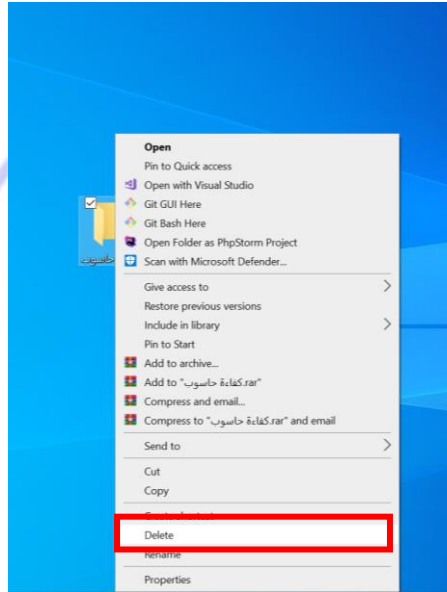 Open
Pin to Quick access
Open with Visual Studio
Git GUI Here
Git Bash Here
Open Folder as PhpStorm Project
Scan with Microsoft Defender...
حاسوب
Give access to
Restore previous versions
Include in library
Pin to Start
Add to archive...
Add to "كفاءة حاسوب.rar"
Compress and email...
Compress to "كفاءة حاسوب.rar" and email
Send to
Cut
Copy
Create shortcut
Delete
Rename
Properties